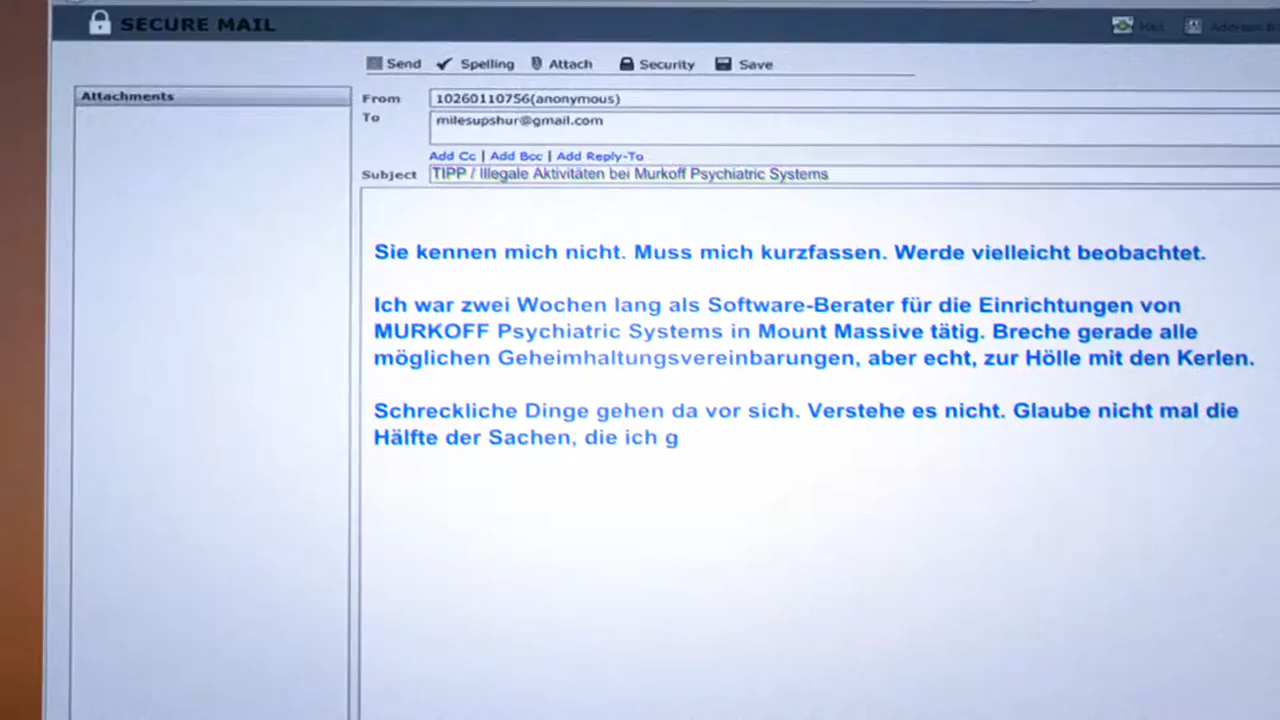 SECURE MAIL
Mail
Send Spelling Attach Security Save
Attachments
From 10260110756(anonymous)
To milesupshur@gmail.com
Add Cc | Add Bcc | Add Reply-To
Subject TIPP / Illegale Aktivitäten bei Murkoff Psychiatric Systems
Sie kennen mich nicht. Muss mich kurzfassen. Werde vielleicht beobachtet.
Ich war zwei Wochen lang als Software-Berater für die Einrichtungen von
MURKOFF Psychiatric Systems in Mount Massive tätig. Breche gerade alle
möglichen Geheimhaltungsvereinbarungen, aber echt, zur Hölle mit den Kerlen.
Schreckliche Dinge gehen da vor sich. Verstehe es nicht. Glaube nicht mal die
Hälfte der Sachen, die ich g